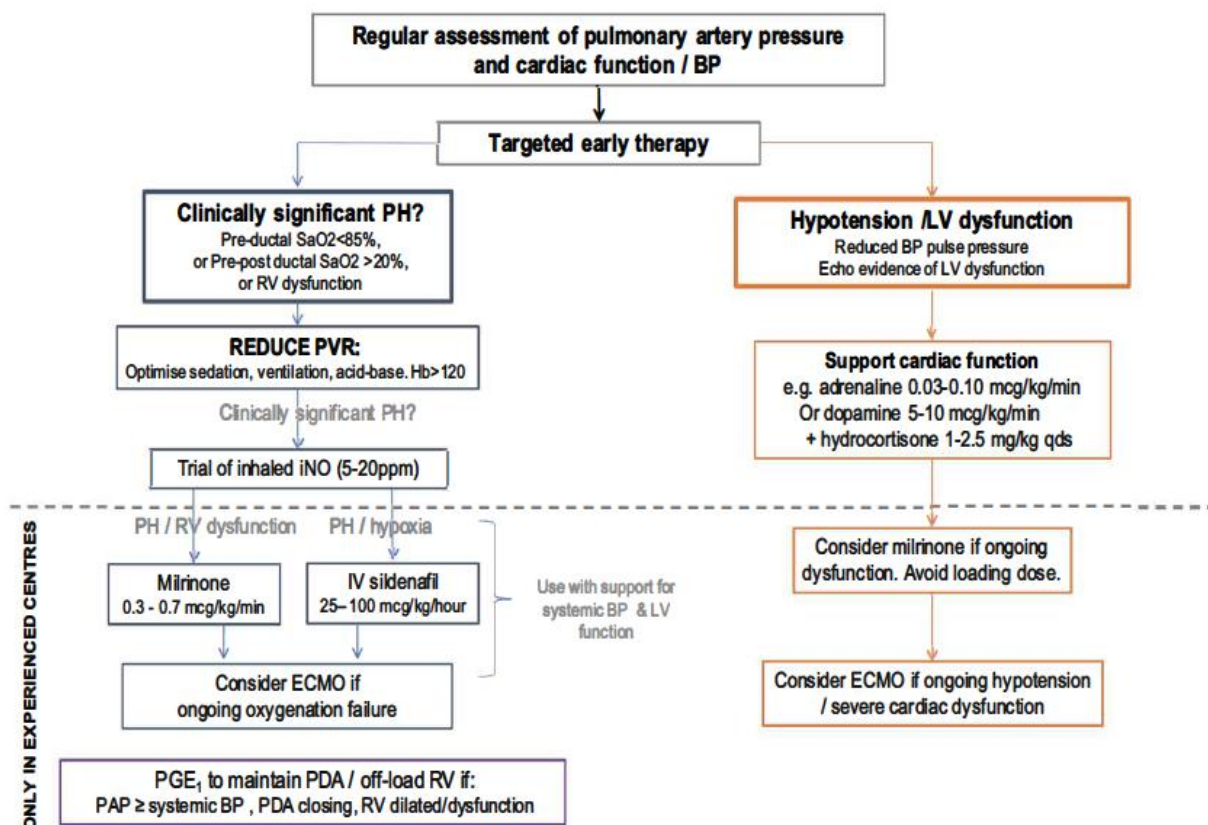 Regular assessment of pulmonary artery pressure
and cardiac function / BP
Targeted early therapy
Clinically significant PH?
Pre-ductal SaO2<85%,
or Pre-post ductal SaO2 >20%,
or RV dysfunction
REDUCE PVR:
Optimise sedation, ventilation, acid-base. Hb>120
Clinically significant PH?
Trial of inhaled iNO (5-20ppm)
PH / RV dysfunction
PH / hypoxia
Milrinone
0.3 - 0.7 mcg/kg/min
IV sildenafil
25– 100 mcg/kg/hour
Use with support for
systemic BP & LV
function
Consider ECMO if
ongoing oxygenation failure
Hypotension /LV dysfunction
Reduced BP pulse pressure
Echo evidence of LV dysfunction
Support cardiac function
e.g. adrenaline 0.03-0.10 mcg/kg/min
Or dopamine 5-10 mcg/kg/min
+ hydrocortisone 1-2.5 mg/kg qds
Consider milrinone if ongoing
dysfunction. Avoid loading dose.
Consider ECMO if ongoing hypotension
/ severe cardiac dysfunction
ONLY IN EXPERIENCED CENTRES
PGE₁ to maintain PDA / off-load RV if:
PAP ≥ systemic BP , PDA closing, RV dilated/dysfunction